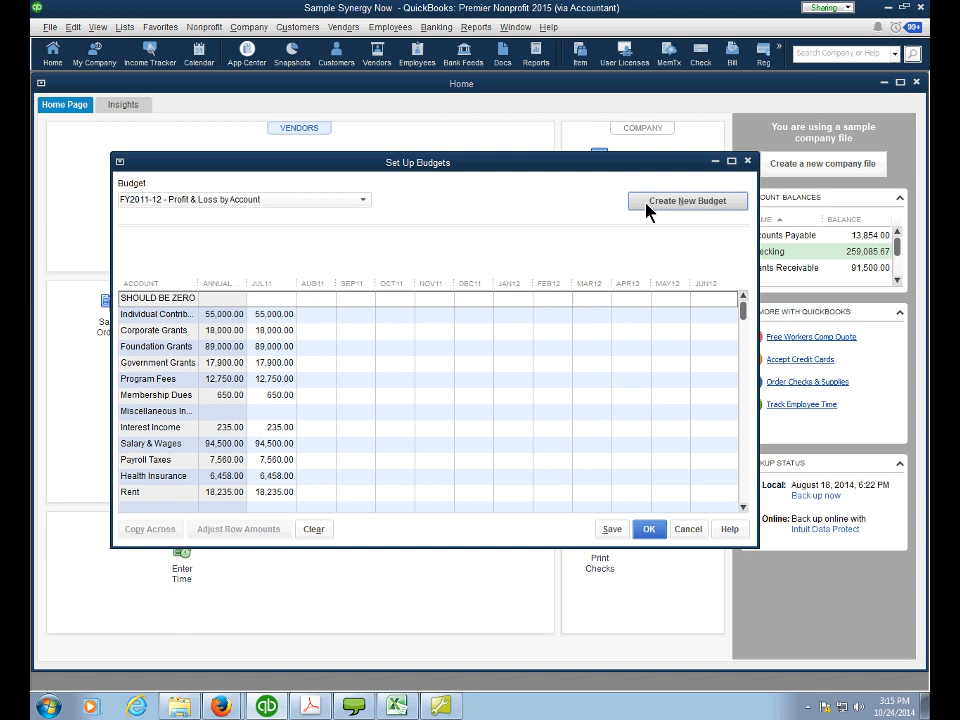 Sample Synergy Now - QuickBooks: Premier Nonprofit 2015 (via Accountant)
Sharing
File Edit View Lists Favorites Nonprofit Company Customers Vendors Employees Banking Reports Window Help
99+
Home My Company Income Tracker Calendar App Center Snapshots Customers Vendors Employees Bank Feeds Docs Reports Item User Licenses MemTx Check Bill Reg
Search Company or Help
Home
Home Page Insights
VENDORS
COMPANY
You are using a sample
company file
Create a new company file
Set Up Budgets
Budget
FY2011-12 - Profit & Loss by Account
Create New Budget
ACCOUNT ANNUAL... JUL11 AUG11 SEP11 OCT11 NOV11 DEC11 JAN12 FEB12 MAR12 APR12 MAY12 JUN12
SHOULD BE ZERO
Individual Contrib... 55,000.00 55,000.00
Corporate Grants 18,000.00 18,000.00
Foundation Grants 89,000.00 89,000.00
Government Grants 17,900.00 17,900.00
Program Fees 12,750.00 12,750.00
Membership Dues 650.00 650.00
Miscellaneous In...
Interest Income 235.00 235.00
Salary & Wages 94,500.00 94,500.00
Payroll Taxes 7,560.00 7,560.00
Health Insurance 6,458.00 6,458.00
Rent 18,235.00 18,235.00
Copy Across Adjust Row Amounts Clear Save OK Cancel Help
Sa
Ord
OUNT BALANCES
ME BALANCE
counts Payable 13,854.00
ecking 259,085.67
ants Receivable 91,500.00
MORE WITH QUICKBOOKS
Free Workers Comp Quote
Accept Credit Cards
Order Checks & Supplies
Track Employee Time
KUP STATUS
Local: August 18, 2014, 6:22 PM
Back up now
Online: Back up online with
Intuit Data Protect
Enter
Time
Print
Checks
3:15 PM
10/24/2014